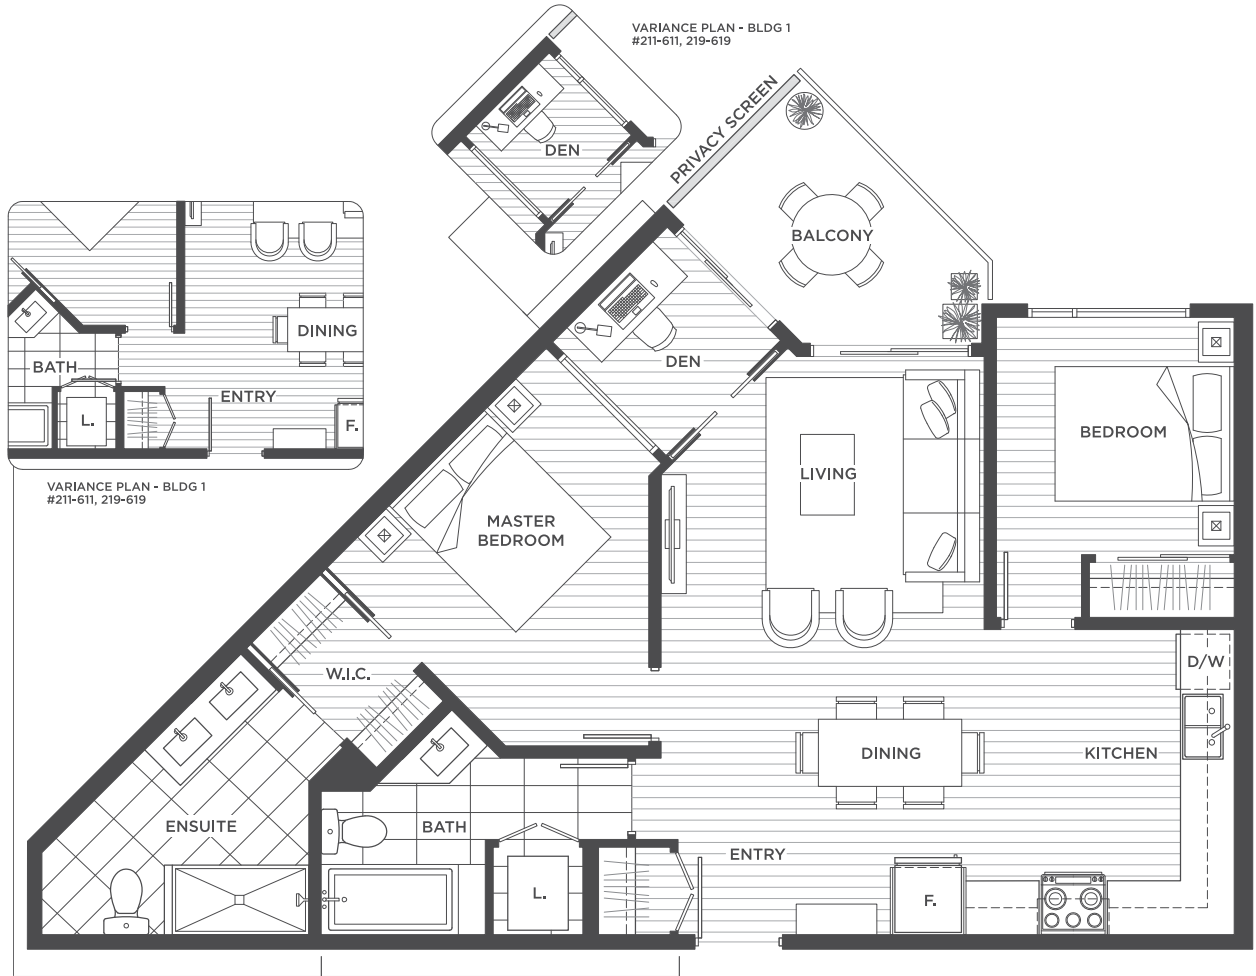 VARIANCE PLAN - BLDG 1
#211-611, 219-619
DEN
PRIVACY SCREEN
BALCONY
DINING
BATH
ENTRY
L.
F.
VARIANCE PLAN - BLDG 1
#211-611, 219-619
DEN
LIVING
BEDROOM
MASTER
BEDROOM
W.I.C.
D/W
DINING
KITCHEN
ENSUITE
BATH
ENTRY
L.
F.